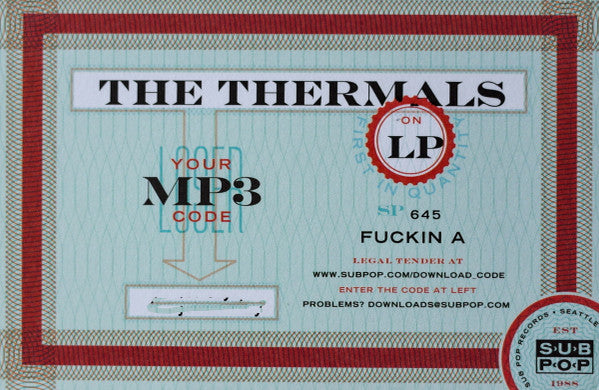 THE THERMALS
ON
LP
FIRST IN QUANTITY
LOSER
YOUR
MP3
CODE
SP 645
FUCKIN A
LEGAL TENDER AT
WWW.SUBPOP.COM/DOWNLOAD_CODE
ENTER THE CODE AT LEFT
PROBLEMS? DOWNLOADS@SUBPOP.COM
SUB POP RECORDS • SEATTLE
EST
SUB
POP
1988